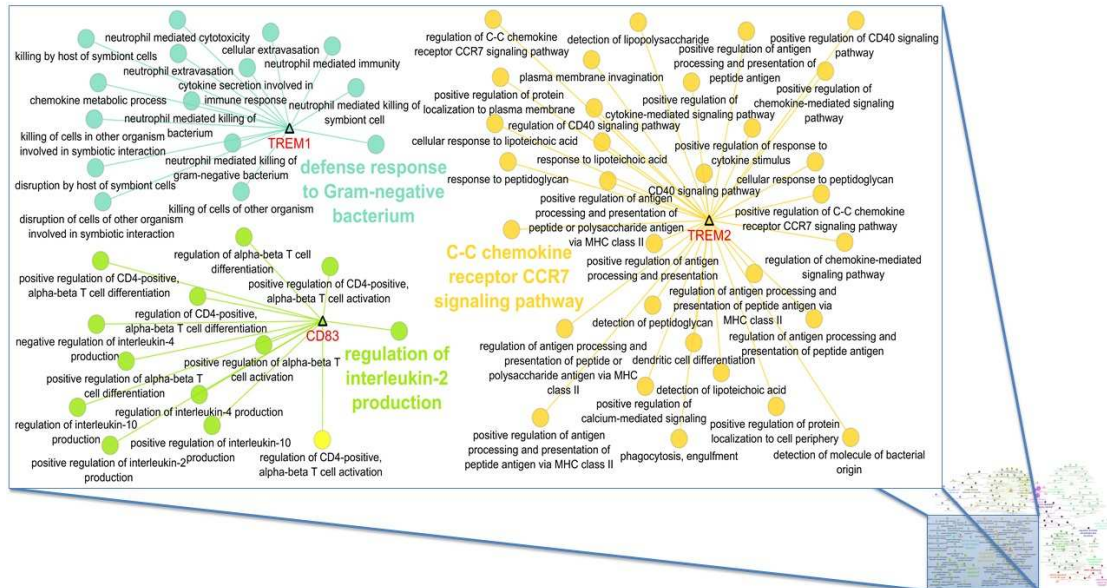 neutrophil mediated cytotoxicity
killing by host of symbiont cells
cellular extravasation
neutrophil mediated immunity
neutrophil extravasation
cytokine secretion involved in
immune response
chemokine metabolic process
neutrophil mediated killing of
symbiont cell
neutrophil mediated killing of
bacterium
TREM1
killing of cells in other organism
involved in symbiotic interaction
neutrophil mediated killing of
gram-negative bacterium
defense response
to Gram-negative
bacterium
disruption by host of symbiont cells
killing of cells of other organism
disruption of cells of other organism
involved in symbiotic interaction
regulation of alpha-beta T cell
differentiation
positive regulation of CD4-positive,
alpha-beta T cell differentiation
positive regulation of CD4-positive,
alpha-beta T cell activation
regulation of CD4-positive,
alpha-beta T cell differentiation
CD83
negative regulation of interleukin-4
production
positive regulation of alpha-beta T
cell activation
regulation of
interleukin-2
production
positive regulation of alpha-beta T
cell differentiation
regulation of interleukin-4 production
regulation of interleukin-10
production
positive regulation of interleukin-10
production
positive regulation of interleukin-2
production
regulation of CD4-positive,
alpha-beta T cell activation
regulation of C-C chemokine
receptor CCR7 signaling pathway
detection of lipopolysaccharide
positive regulation of CD40 signaling
pathway
positive regulation of antigen
processing and presentation of
peptide antigen
plasma membrane invagination
positive regulation of
chemokine-mediated signaling
pathway
positive regulation of protein
localization to plasma membrane
positive regulation of
cytokine-mediated signaling pathway
regulation of CD40 signaling pathway
cellular response to lipoteichoic acid
positive regulation of response to
cytokine stimulus
response to lipoteichoic acid
response to peptidoglycan
CD40 signaling pathway
cellular response to peptidoglycan
positive regulation of antigen
processing and presentation of
peptide or polysaccharide antigen
via MHC class II
TREM2
positive regulation of C-C chemokine
receptor CCR7 signaling pathway
C-C chemokine
receptor CCR7
signaling pathway
positive regulation of antigen
processing and presentation
regulation of chemokine-mediated
signaling pathway
regulation of antigen processing and
presentation of peptide antigen via
MHC class II
detection of peptidoglycan
regulation of antigen processing and
presentation of peptide antigen
regulation of antigen processing and
presentation of peptide or
polysaccharide antigen via MHC
class II
dendritic cell differentiation
detection of lipoteichoic acid
positive regulation of
calcium-mediated signaling
positive regulation of protein
localization to cell periphery
positive regulation of antigen
processing and presentation of
peptide antigen via MHC class II
phagocytosis, engulfment
detection of molecule of bacterial
origin